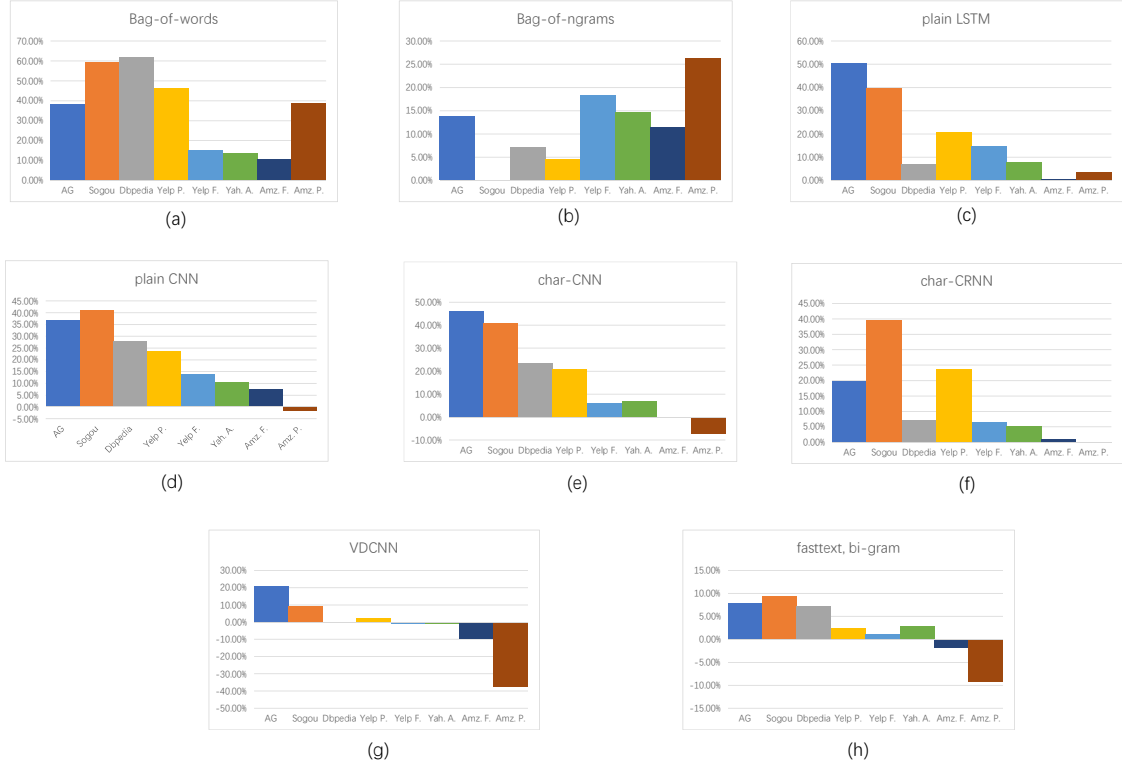 Bag-of-words
70.00%
60.00%
50.00%
40.00%
30.00%
20.00%
10.00%
0.00%
AG Sogou Dbpedia Yelp P. Yelp F. Yah. A. Amz. F. Amz. P.
(a)
Bag-of-ngrams
30.00%
25.00%
20.00%
15.00%
10.00%
5.00%
0.00%
AG Sogou Dbpedia Yelp P. Yelp F. Yah. A. Amz. F. Amz. P.
(b)
plain LSTM
60.00%
50.00%
40.00%
30.00%
20.00%
10.00%
0.00%
AG Sogou Dbpedia Yelp P. Yelp F. Yah. A. Amz. F. Amz. P.
(c)
plain CNN
45.00%
40.00%
35.00%
30.00%
25.00%
20.00%
15.00%
10.00%
5.00%
0.00%
-5.00%
AG Sogou Dbpedia Yelp P. Yelp F. Yah. A. Amz. F. Amz. P.
(d)
char-CNN
50.00%
40.00%
30.00%
20.00%
10.00%
0.00%
-10.00%
AG Sogou Dbpedia Yelp P. Yelp F. Yah. A. Amz. F. Amz. P.
(e)
char-CRNN
45.00%
40.00%
35.00%
30.00%
25.00%
20.00%
15.00%
10.00%
5.00%
0.00%
AG Sogou Dbpedia Yelp P. Yelp F. Yah. A. Amz. F. Amz. P.
(f)
VDCNN
30.00%
20.00%
10.00%
0.00%
-10.00%
-20.00%
-30.00%
-40.00%
-50.00%
AG Sogou Dbpedia Yelp P. Yelp F. Yah. A. Amz. F. Amz. P.
(g)
fasttext, bi-gram
15.00%
10.00%
5.00%
0.00%
-5.00%
-10.00%
-15.00%
AG Sogou Dbpedia Yelp P. Yelp F. Yah. A. Amz. F. Amz. P.
(h)